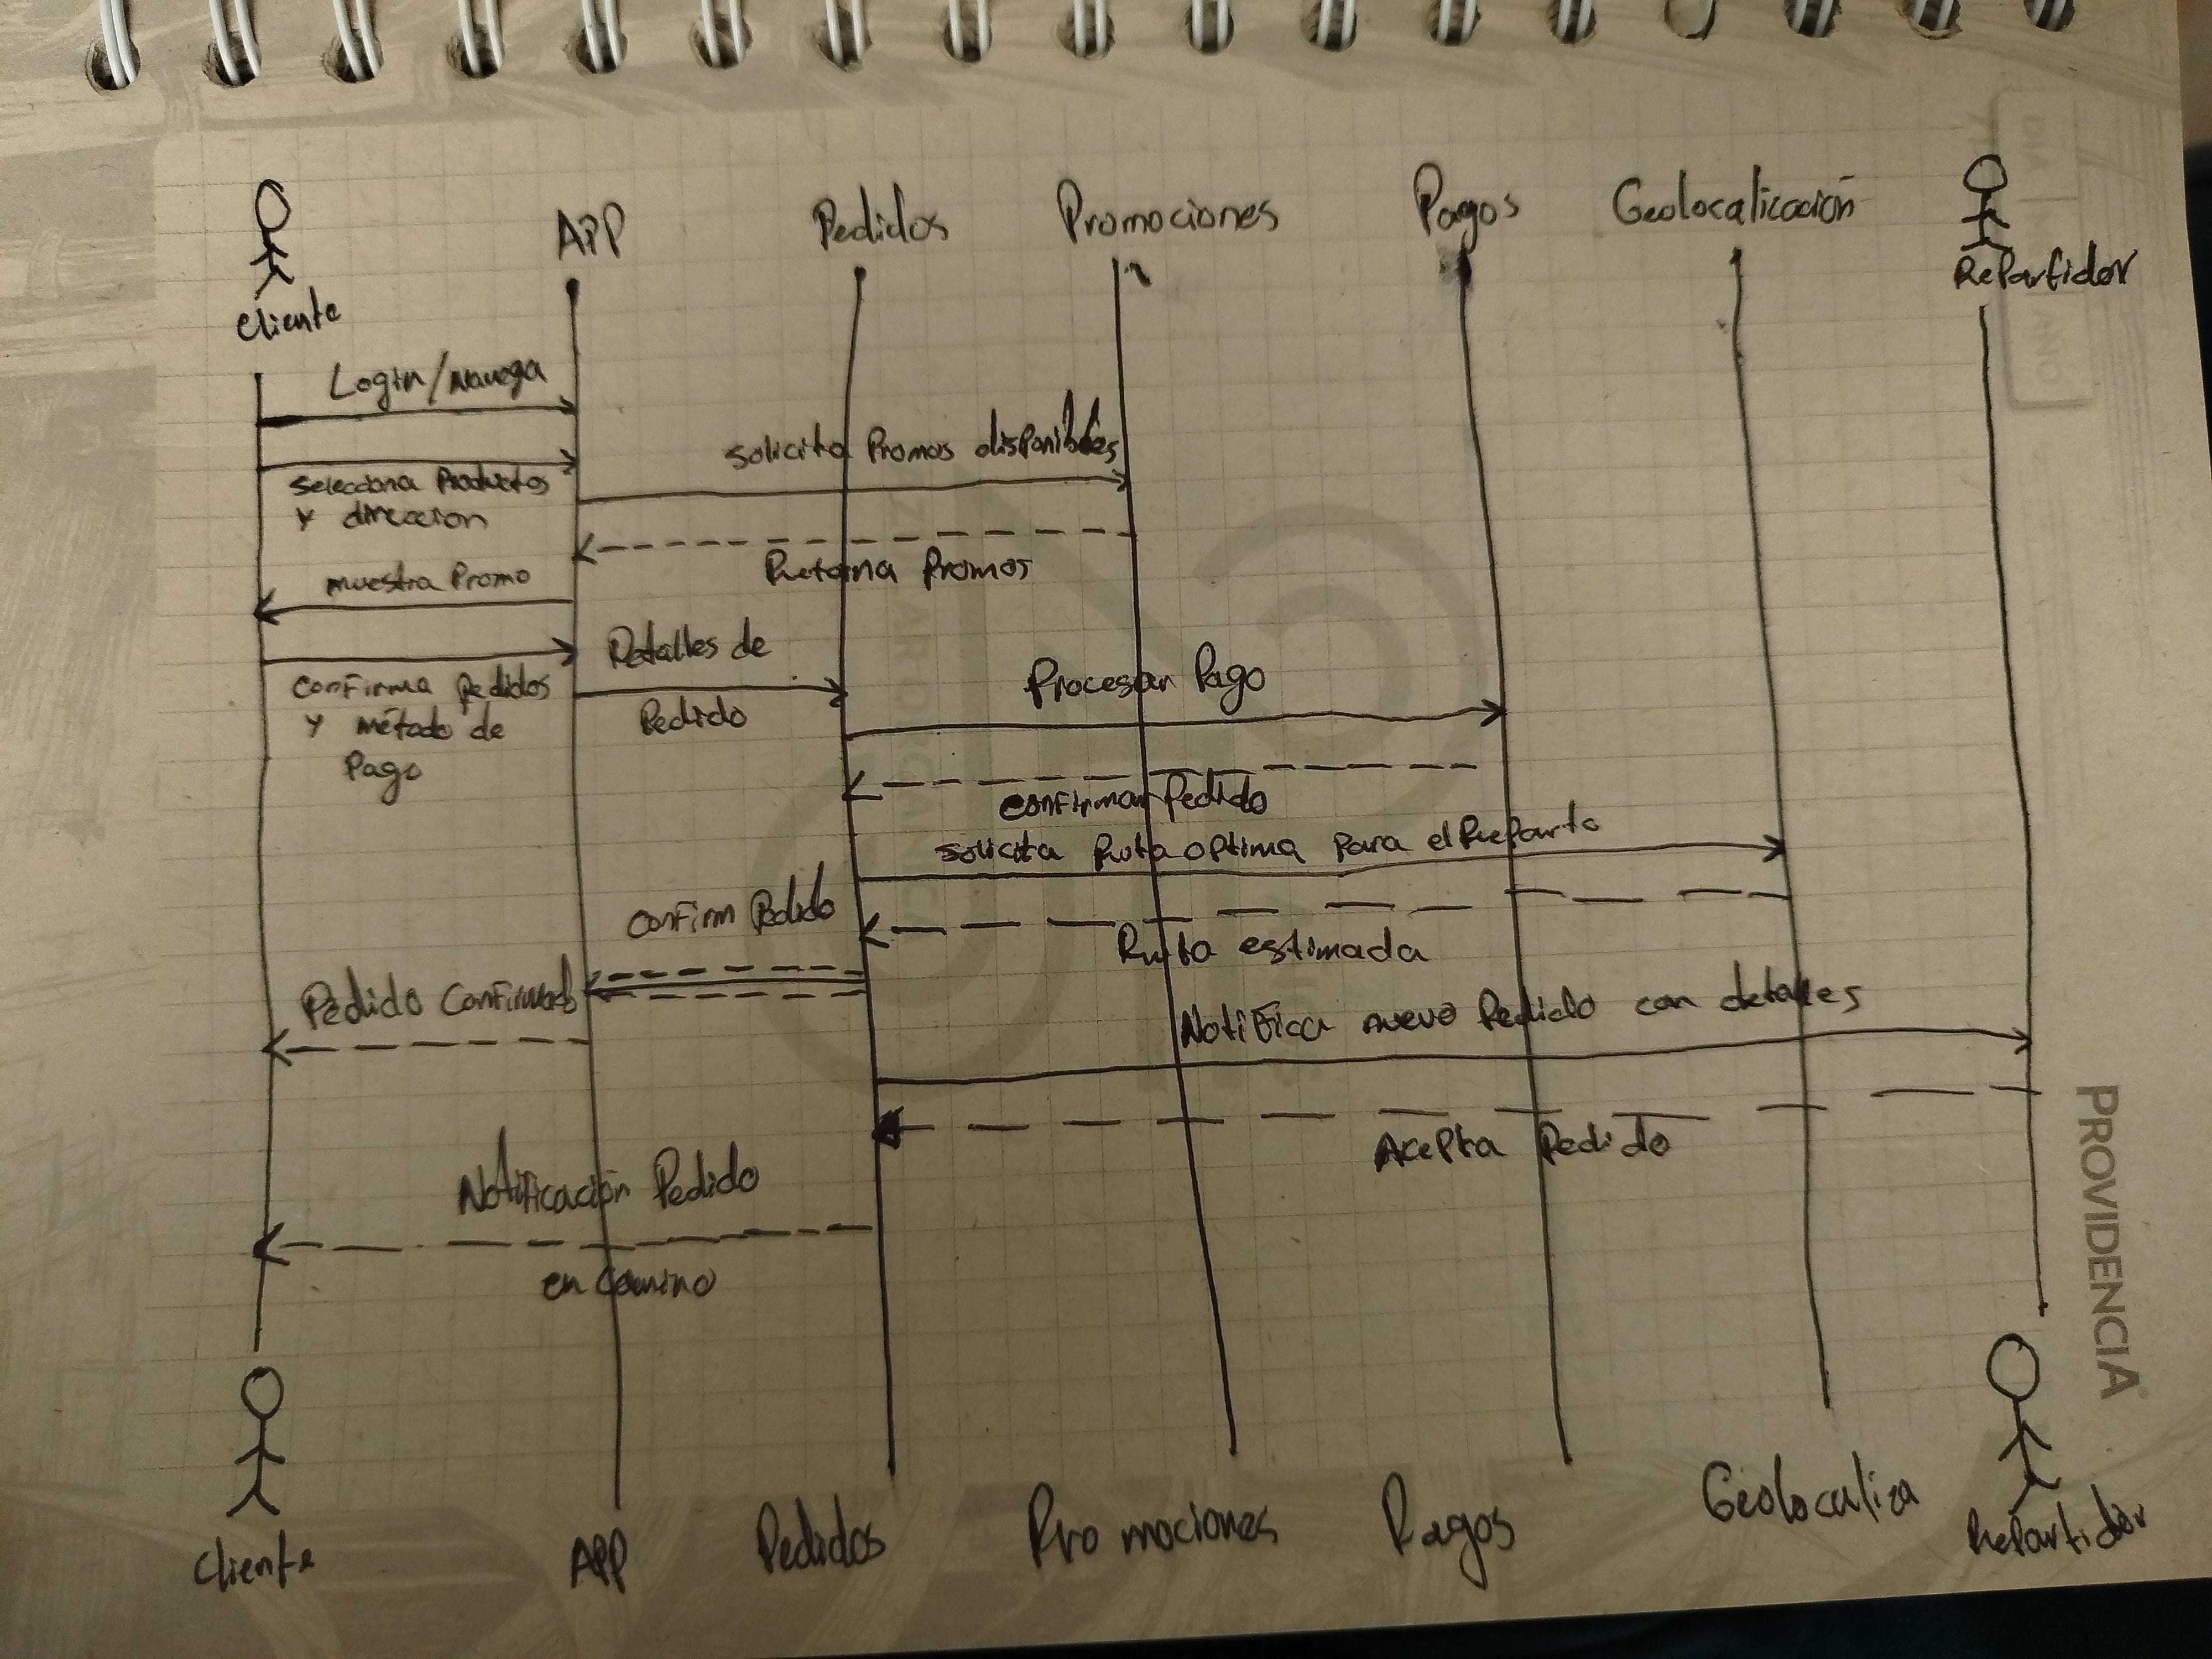 Cliente
APP
Pedidos
Promociones
Pagos
Geolocalización
Repartidor
DIA
AÑO
Login/Navega
Selecciona Productos
y direccion
solicita Promos disponibles
Retorna Promos
muestra Promo
confirma Pedidos
y método de
Pago
Detalles de
Pedido
Procesar Pago
confirmar Pedido
solicita Ruta optima Para el Reparto
Ruta estimada
confirm Pedido
Pedido Confirmado
Notifica nuevo Pedido con detalles
Acepta Pedido
Notificación Pedido
en Camino
PROVIDENCIA
Cliente
APP
Pedidos
Promociones
Pagos
Geolocaliza
Repartidor